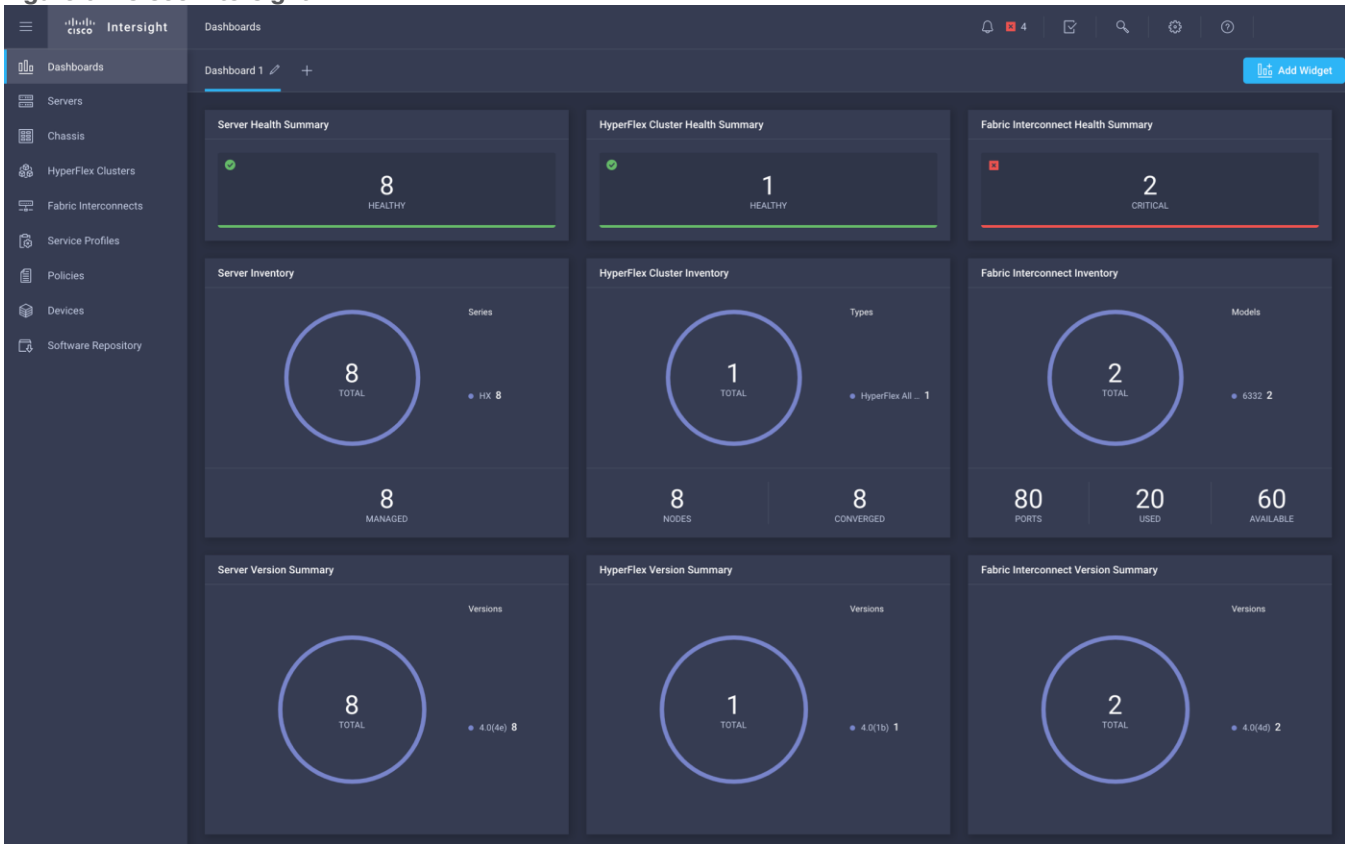 cisco Intersight
Dashboards
4
Dashboards
Servers
Chassis
HyperFlex Clusters
Fabric Interconnects
Service Profiles
Policies
Devices
Software Repository
Dashboard 1
Add Widget
Server Health Summary
8
HEALTHY
HyperFlex Cluster Health Summary
1
HEALTHY
Fabric Interconnect Health Summary
2
CRITICAL
Server Inventory
Series
8
TOTAL
HX 8
8
MANAGED
HyperFlex Cluster Inventory
Types
1
TOTAL
HyperFlex All ... 1
8
NODES
8
CONVERGED
Fabric Interconnect Inventory
Models
2
TOTAL
6332 2
80
PORTS
20
USED
60
AVAILABLE
Server Version Summary
Versions
8
TOTAL
4.0(4e) 8
HyperFlex Version Summary
Versions
1
TOTAL
4.0(1b) 1
Fabric Interconnect Version Summary
Versions
2
TOTAL
4.0(4d) 2